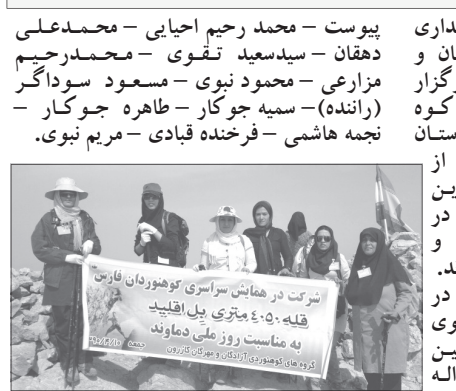 پیوست – محمد رحیم احیایی – محمدعلی
دهقان – سیدسعید تقوی – محمدرحیم
مزارعی – محمود نبوی – مسعود سوداگر
(راننده)– سمیه جوکار – طاهره جوکار –
نجمه هاشمی – فرخنده قبادی – مریم نبوی.
شرکت در همایش سراسری کوهنوردان فارس
قله ۴۰۵۰ متری بل اقلید
به مناسبت روز ملی دماوند
گروه های کوهنوردی آزادگان و مهرگان کازرون
جمعه
داری
ان و
رگزار
کوه
ستان
از
ین
در
و
ند.
در
وی
ین
اله